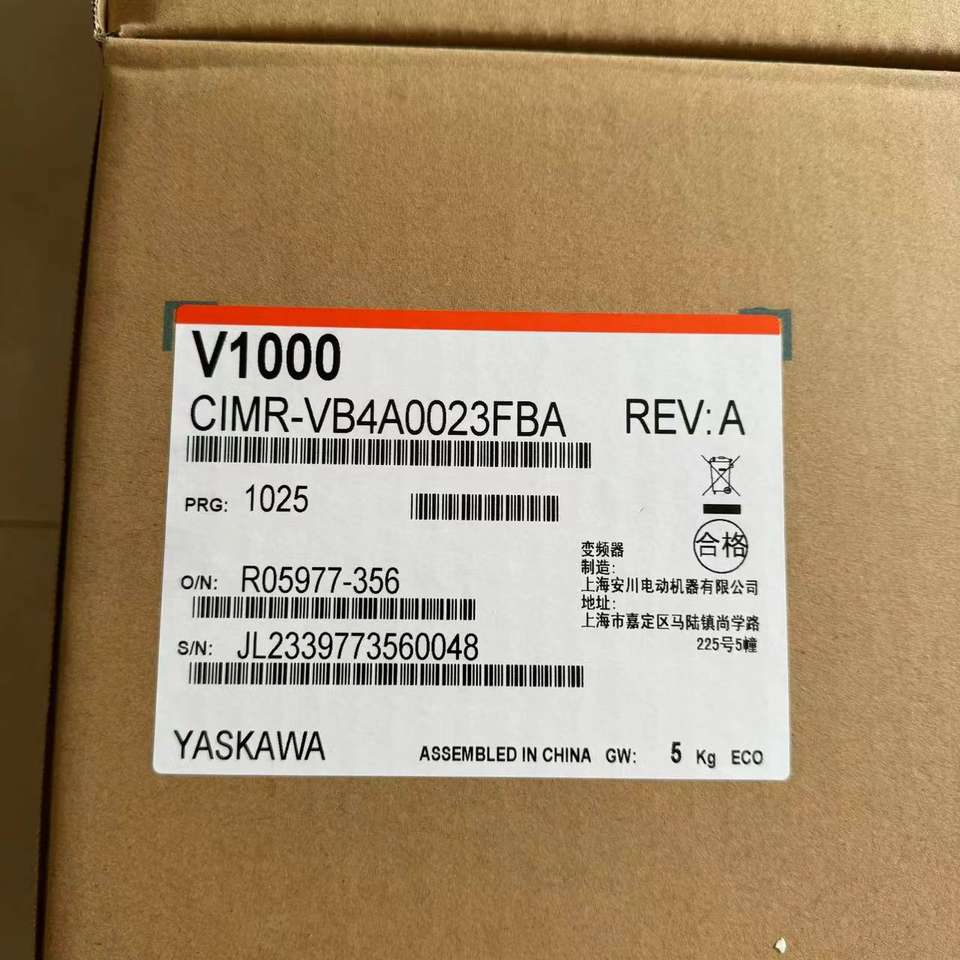 V1000
CIMR-VB4A0023FBA REV: A
PRG: 1025
合格
变频器
制造:
上海安川电动机器有限公司
地址:
上海市嘉定区马陆镇尚学路
225号5幢
O/N: R05977-356
S/N: JL2339773560048
YASKAWA ASSEMBLED IN CHINA GW: 5 Kg ECO